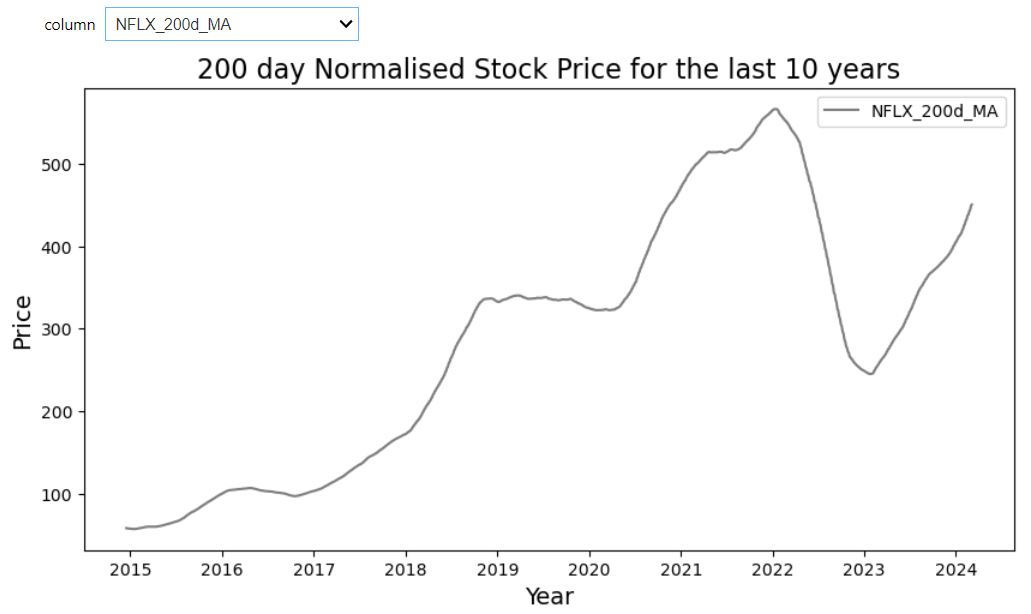 column NFLX_200d_MA
200 day Normalised Stock Price for the last 10 years
NFLX_200d_MA
500
400
300
200
100
Price
2015 2016 2017 2018 2019 2020 2021 2022 2023 2024
Year